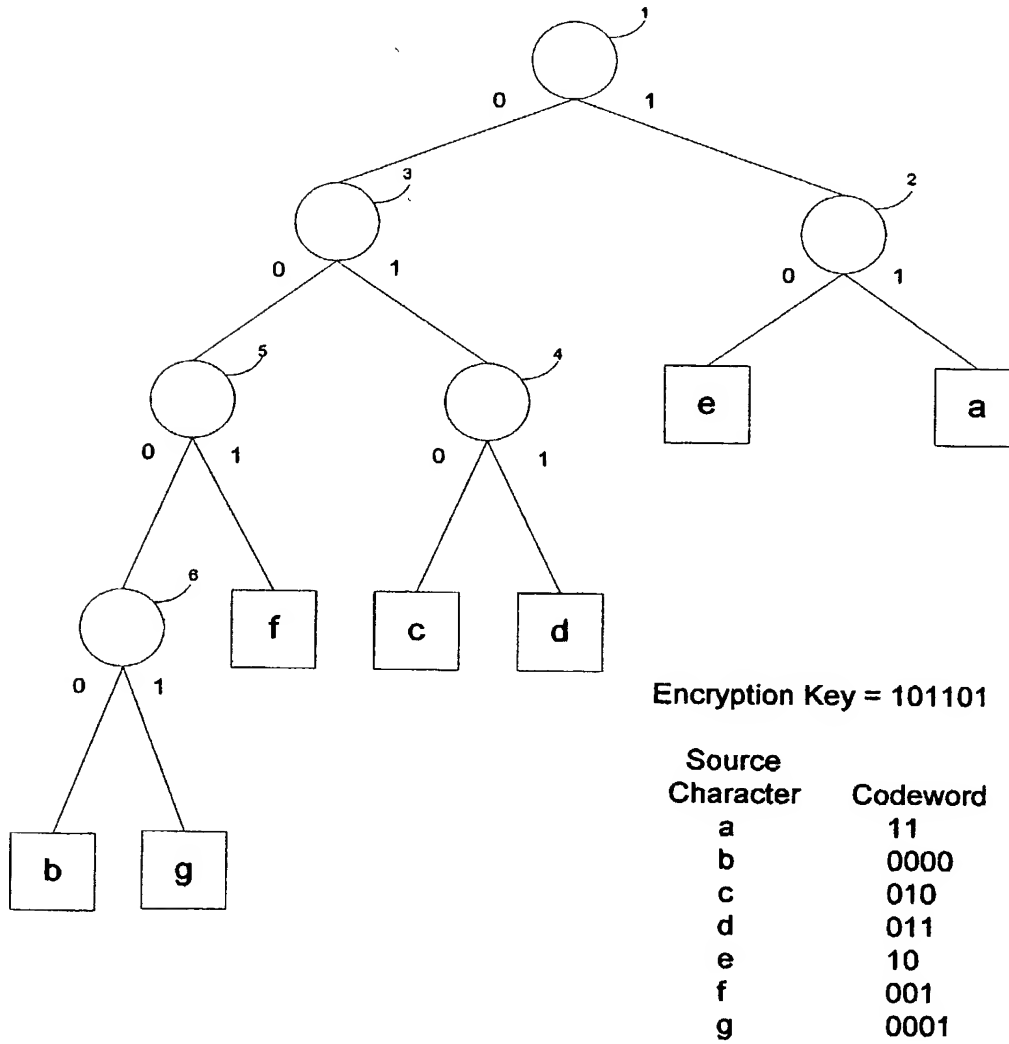 1
0 1
3
2
0 1
0 1
5
4
e
a
0 1
0 1
6
f
c
d
0 1
Encryption Key = 101101
Source
Character Codeword
b
g
a 11
b 0000
c 010
d 011
e 10
f 001
g 0001